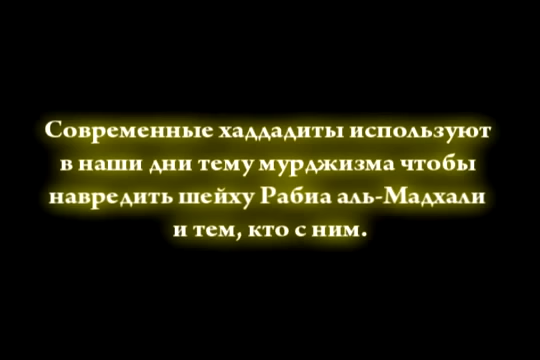 Современные хаддадиты используют
в наши дни тему мурджизма чтобы
навредить шейху Рабиа аль-Мадхали
и тем, кто с ним.